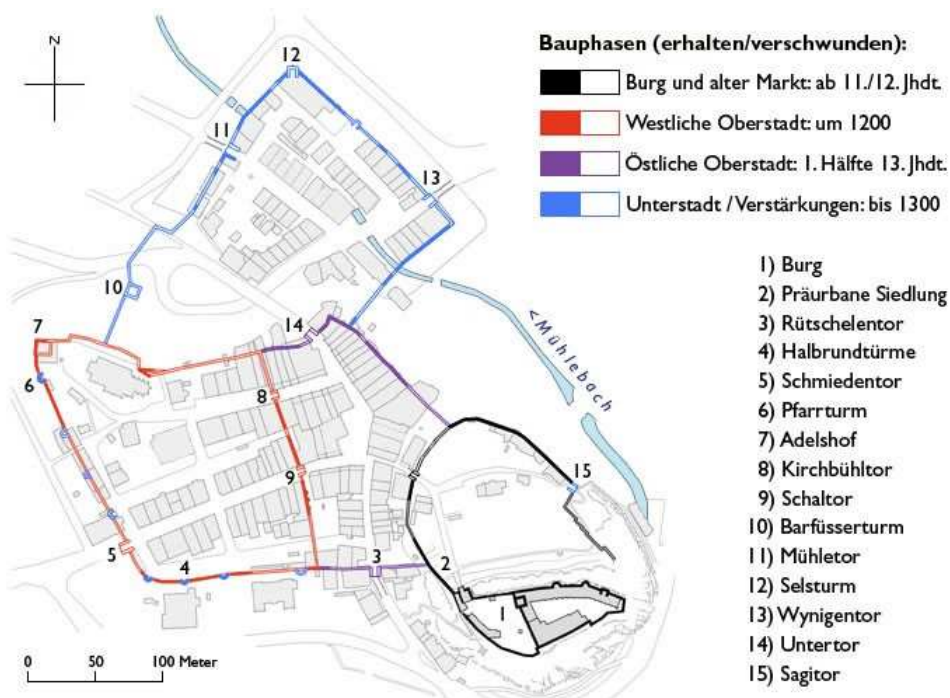 N
12
11
13
10
7
14
6
8
<Mühlebach
15
9
5
4
3
2
1
0 50 100 Meter
Bauphasen (erhalten/verschwunden):
Burg und alter Markt: ab 11./12. Jhdt.
Westliche Oberstadt: um 1200
Östliche Oberstadt: 1. Hälfte 13. Jhdt.
Unterstadt / Verstärkungen: bis 1300
1) Burg
2) Präurbane Siedlung
3) Rütschelentor
4) Halbrundtürme
5) Schmiedentor
6) Pfarrturm
7) Adelshof
8) Kirchbühltor
9) Schaltor
10) Barfüsserturm
11) Mühletor
12) Selsturm
13) Wynigentor
14) Untertor
15) Sagitor